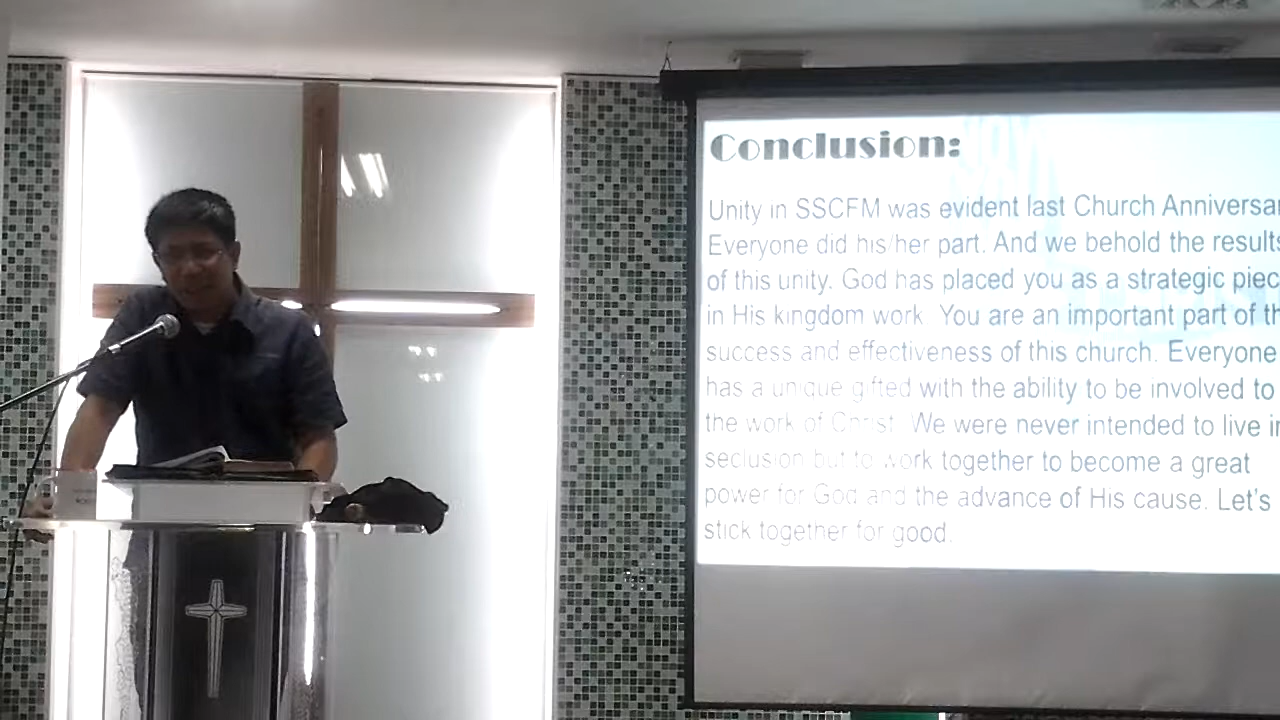 Conclusion:
Unity in SSCFM was evident last Church Anniversar
Everyone did his/her part. And we behold the results
of this unity. God has placed you as a strategic piec
in His kingdom work You are an important part of th
success and effectiveness of this church. Everyone
has a unique gifted with the ability to be involved to
the work of Christ We were never intended to live in
seclusion but to work together to become a great
power for God and the advance of His cause. Let's
stick together for good.